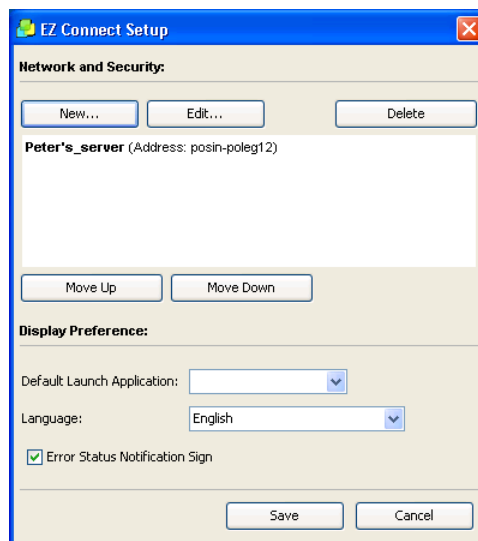 EZ Connect Setup
Network and Security:
New... Edit... Delete
Peter's_server (Address: posin-poleg12)
Move Up Move Down
Display Preference:
Default Launch Application:
Language: English
Error Status Notification Sign
Save Cancel